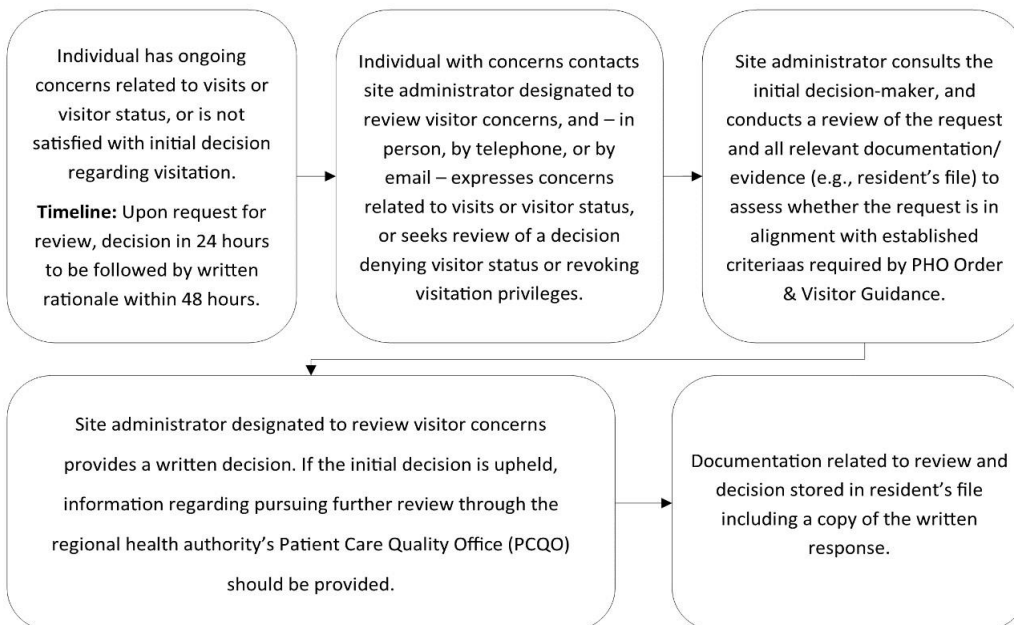 Individual has ongoing
concerns related to visits or
visitor status, or is not
satisfied with initial decision
regarding visitation.
Timeline: Upon request for
review, decision in 24 hours
to be followed by written
rationale within 48 hours.
Individual with concerns contacts
site administrator designated to
review visitor concerns, and – in
person, by telephone, or by
email – expresses concerns
related to visits or visitor status,
or seeks review of a decision
denying visitor status or revoking
visitation privileges.
Site administrator consults the
initial decision-maker, and
conducts a review of the request
and all relevant documentation/
evidence (e.g., resident’s file) to
assess whether the request is in
alignment with established
criteriaas required by PHO Order
& Visitor Guidance.
Site administrator designated to review visitor concerns
provides a written decision. If the initial decision is upheld,
information regarding pursuing further review through the
regional health authority’s Patient Care Quality Office (PCQO)
should be provided.
Documentation related to review and
decision stored in resident’s file
including a copy of the written
response.